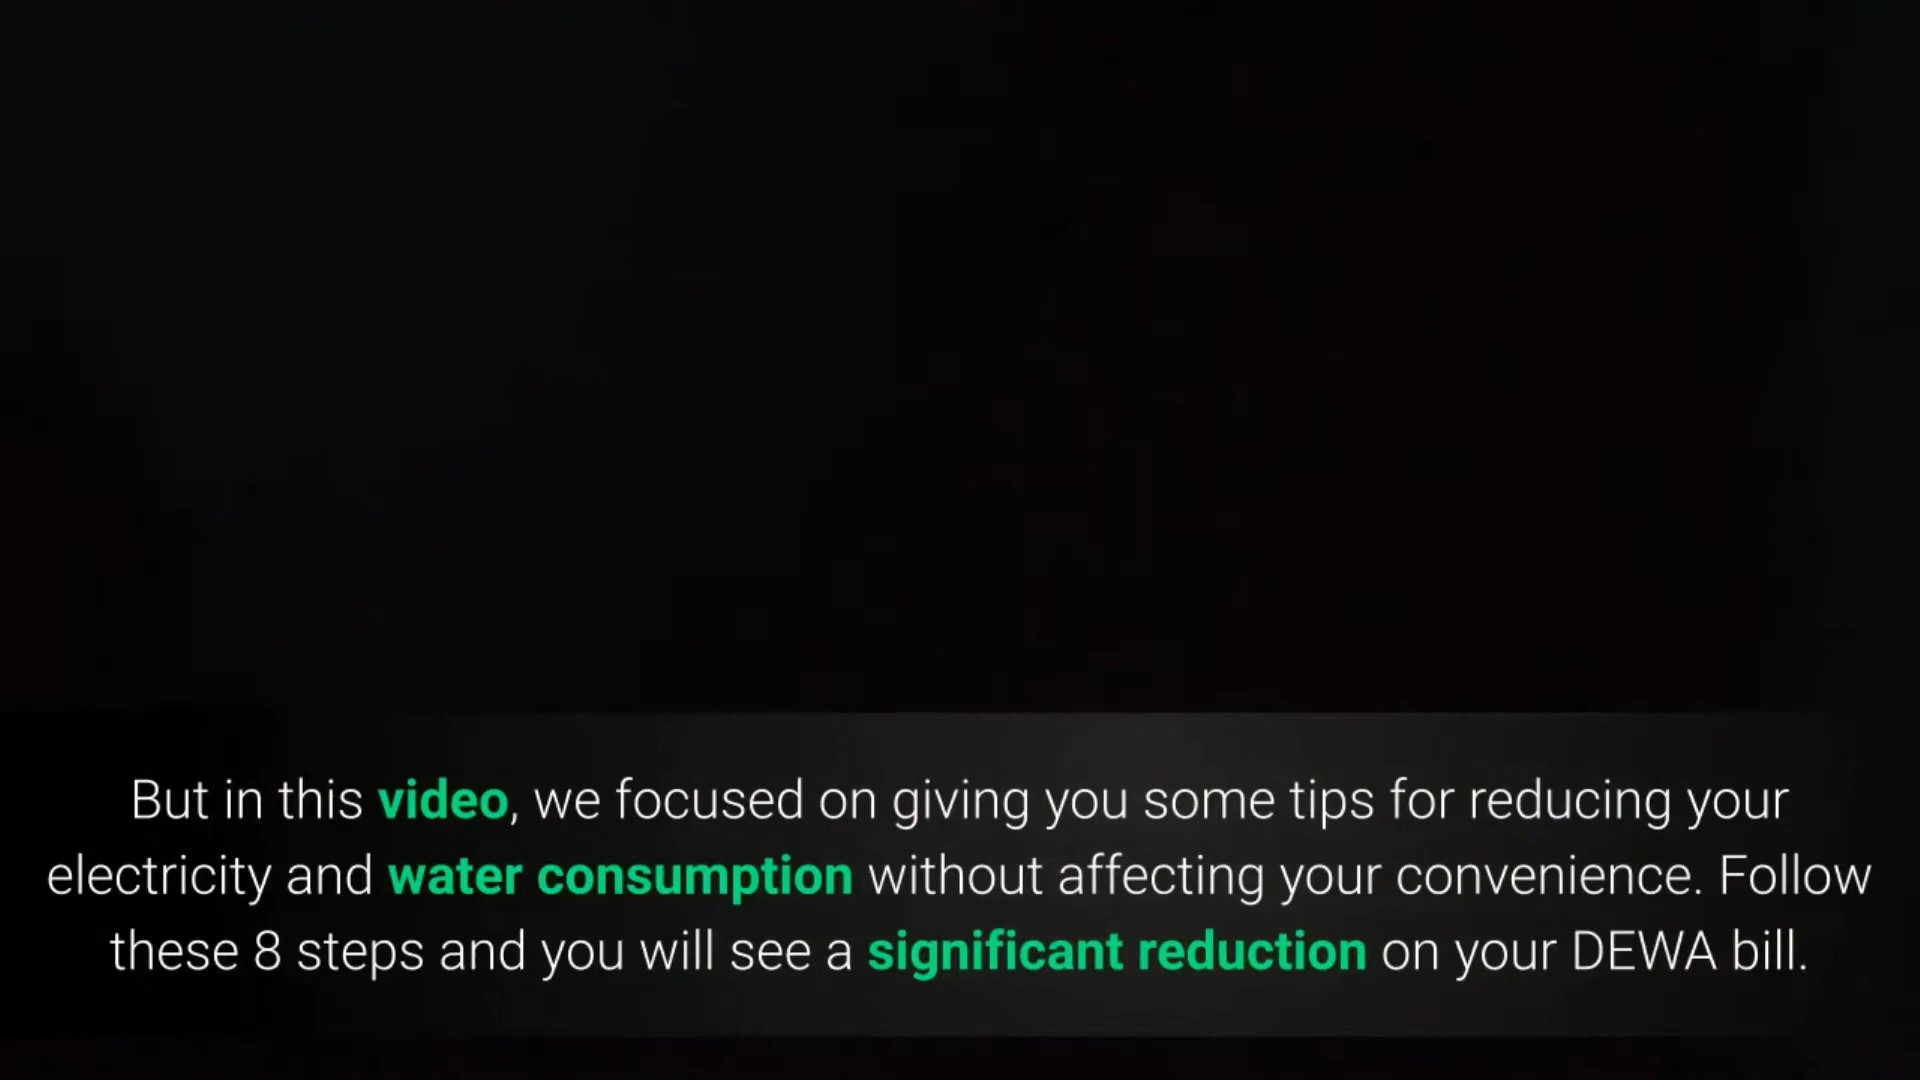 But in this video, we focused on giving you some tips for reducing your
electricity and water consumption without affecting your convenience. Follow
these 8 steps and you will see a significant reduction on your DEWA bill.